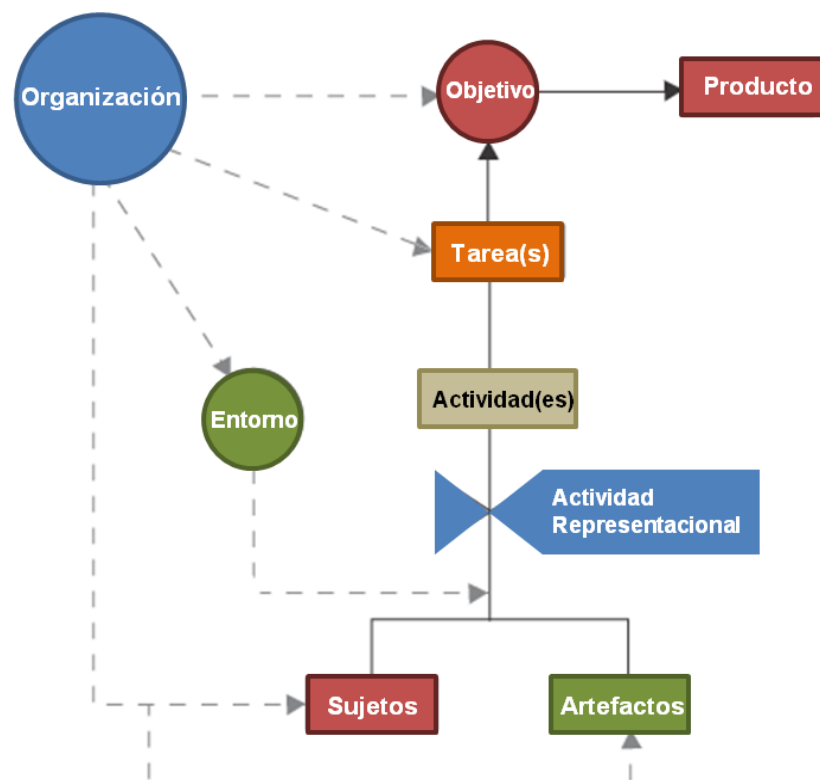 Organización
Objetivo
Producto
Tarea(s)
Actividad(es)
Entorno
Actividad
Representacional
Sujetos
Artefactos